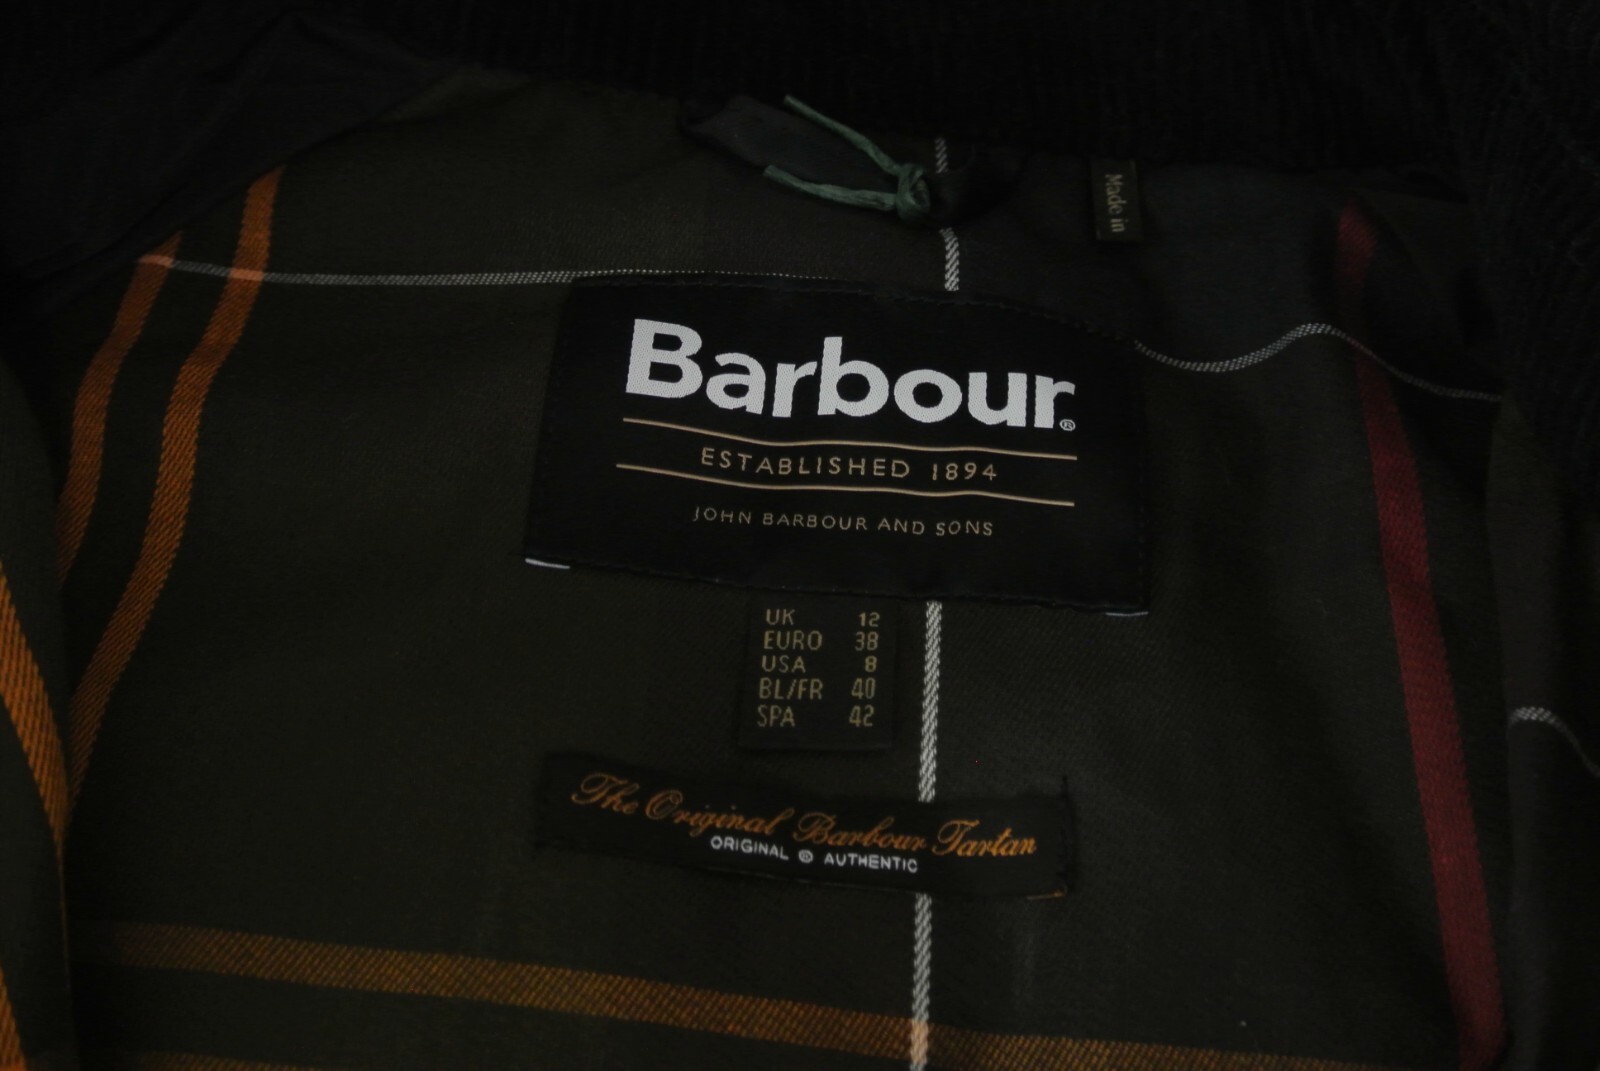 Made in
Barbour®
ESTABLISHED 1894
JOHN BARBOUR AND SONS
UK 12
EURO 38
USA 8
BL/FR 40
SPA 42
The Original Barbour Tartan
ORIGINAL ® AUTHENTIC